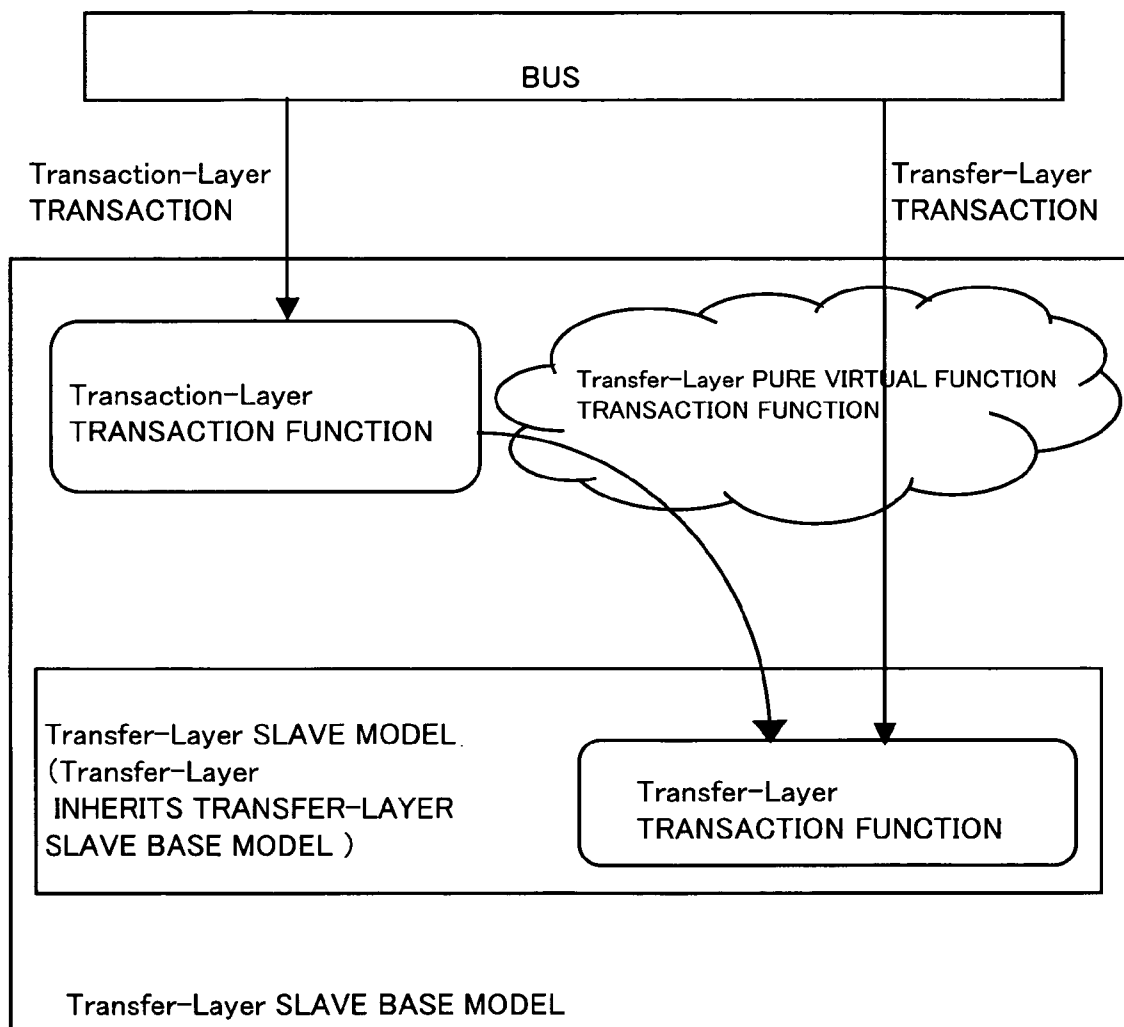 BUS
Transaction-Layer
TRANSACTION
Transfer-Layer
TRANSACTION
Transaction-Layer
TRANSACTION FUNCTION
Transfer-Layer PURE VIRTUAL FUNCTION
TRANSACTION FUNCTION
Transfer-Layer SLAVE MODEL
(Transfer-Layer
INHERITS TRANSFER-LAYER
SLAVE BASE MODEL )
Transfer-Layer
TRANSACTION FUNCTION
Transfer-Layer SLAVE BASE MODEL